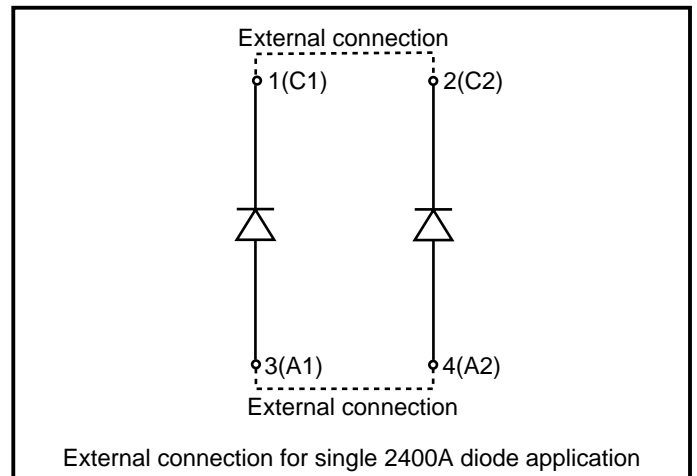 External connection
1(C1) 2(C2)
3(A1) 4(A2)
External connection
External connection for single 2400A diode application